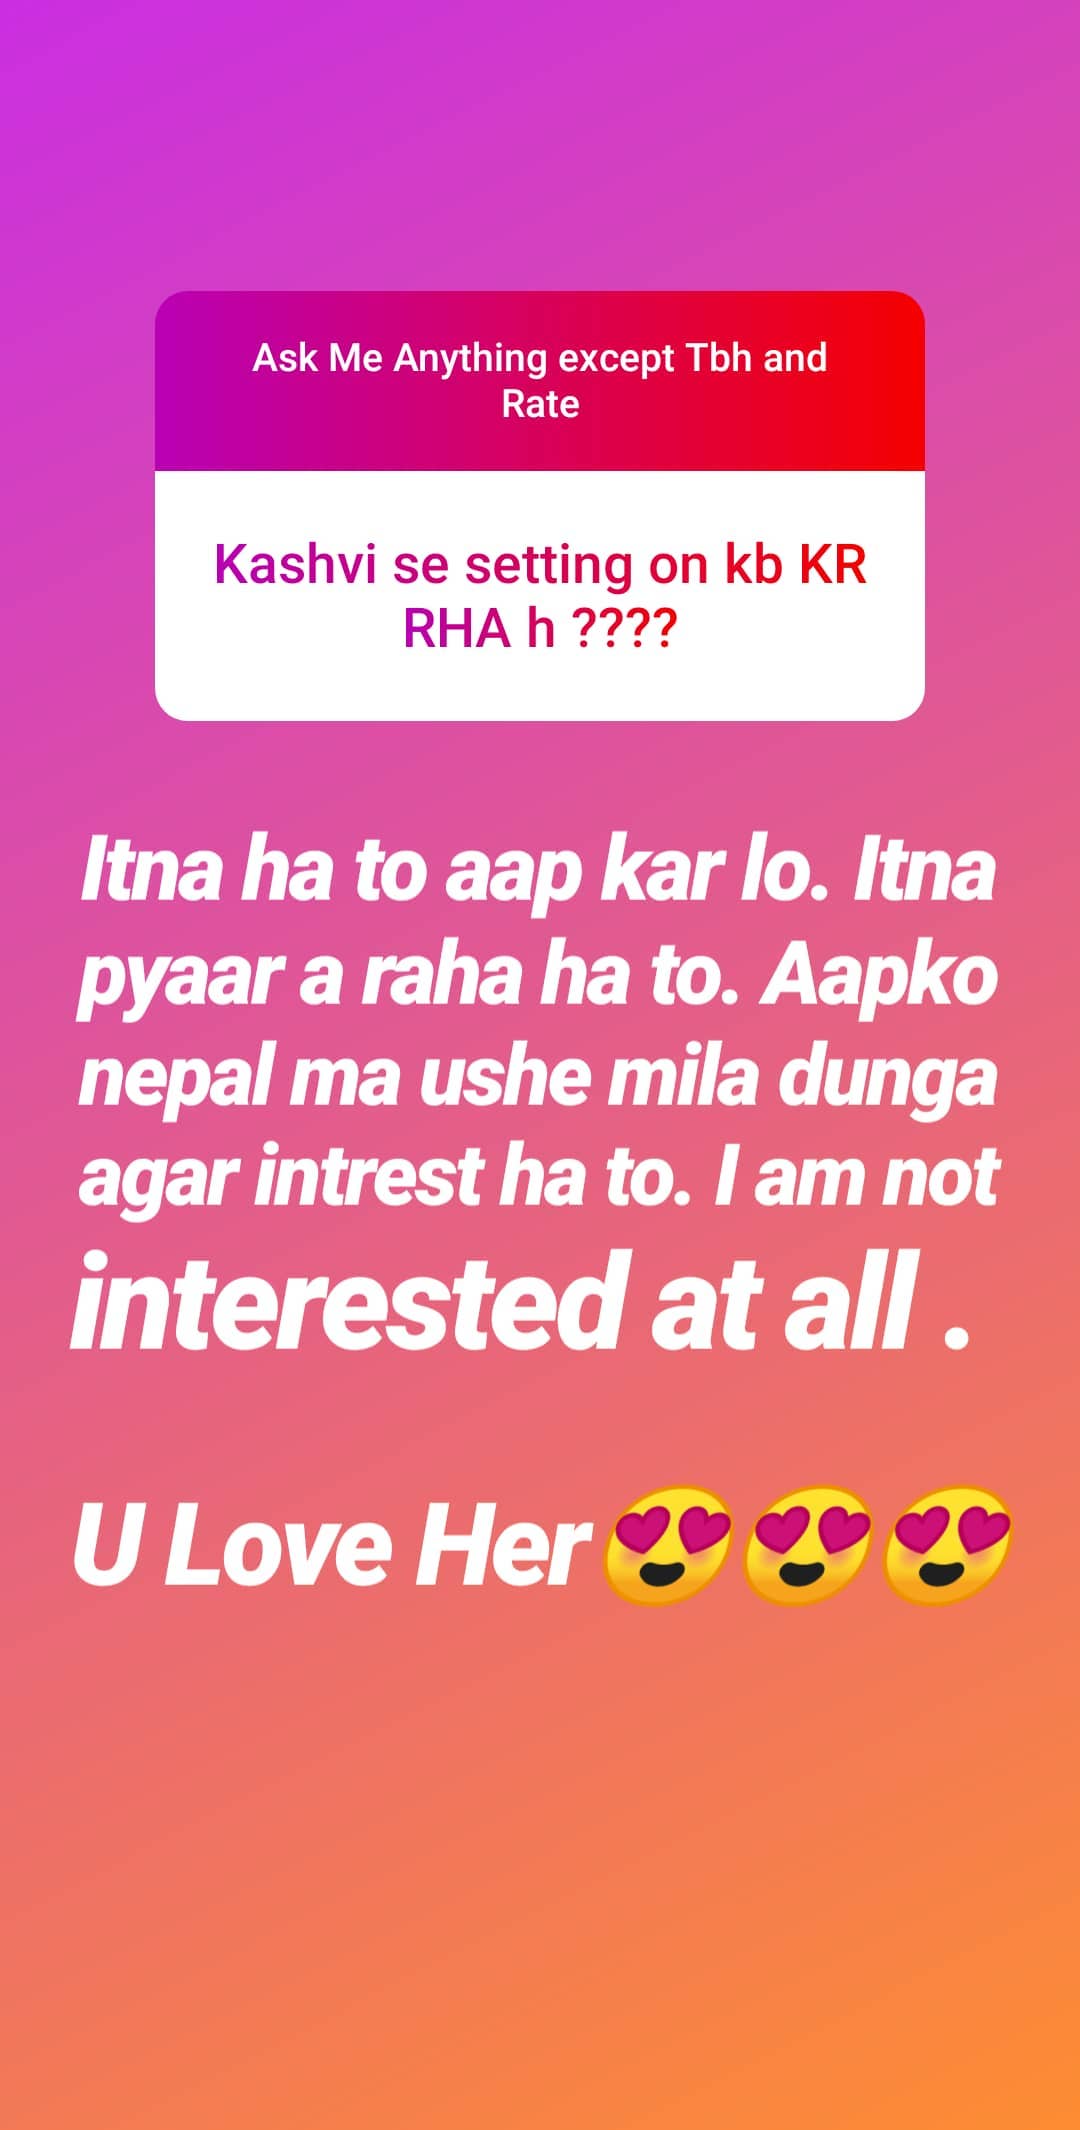 Ask Me Anything except Tbh and
Rate
Kashvi se setting on kb KR
RHA h ????
Itna ha to aap kar lo. Itna
pyaar a raha ha to. Aapko
nepal ma ushe mila dunga
agar intrest ha to. I am not
interested at all .
U Love Her😍😍😍